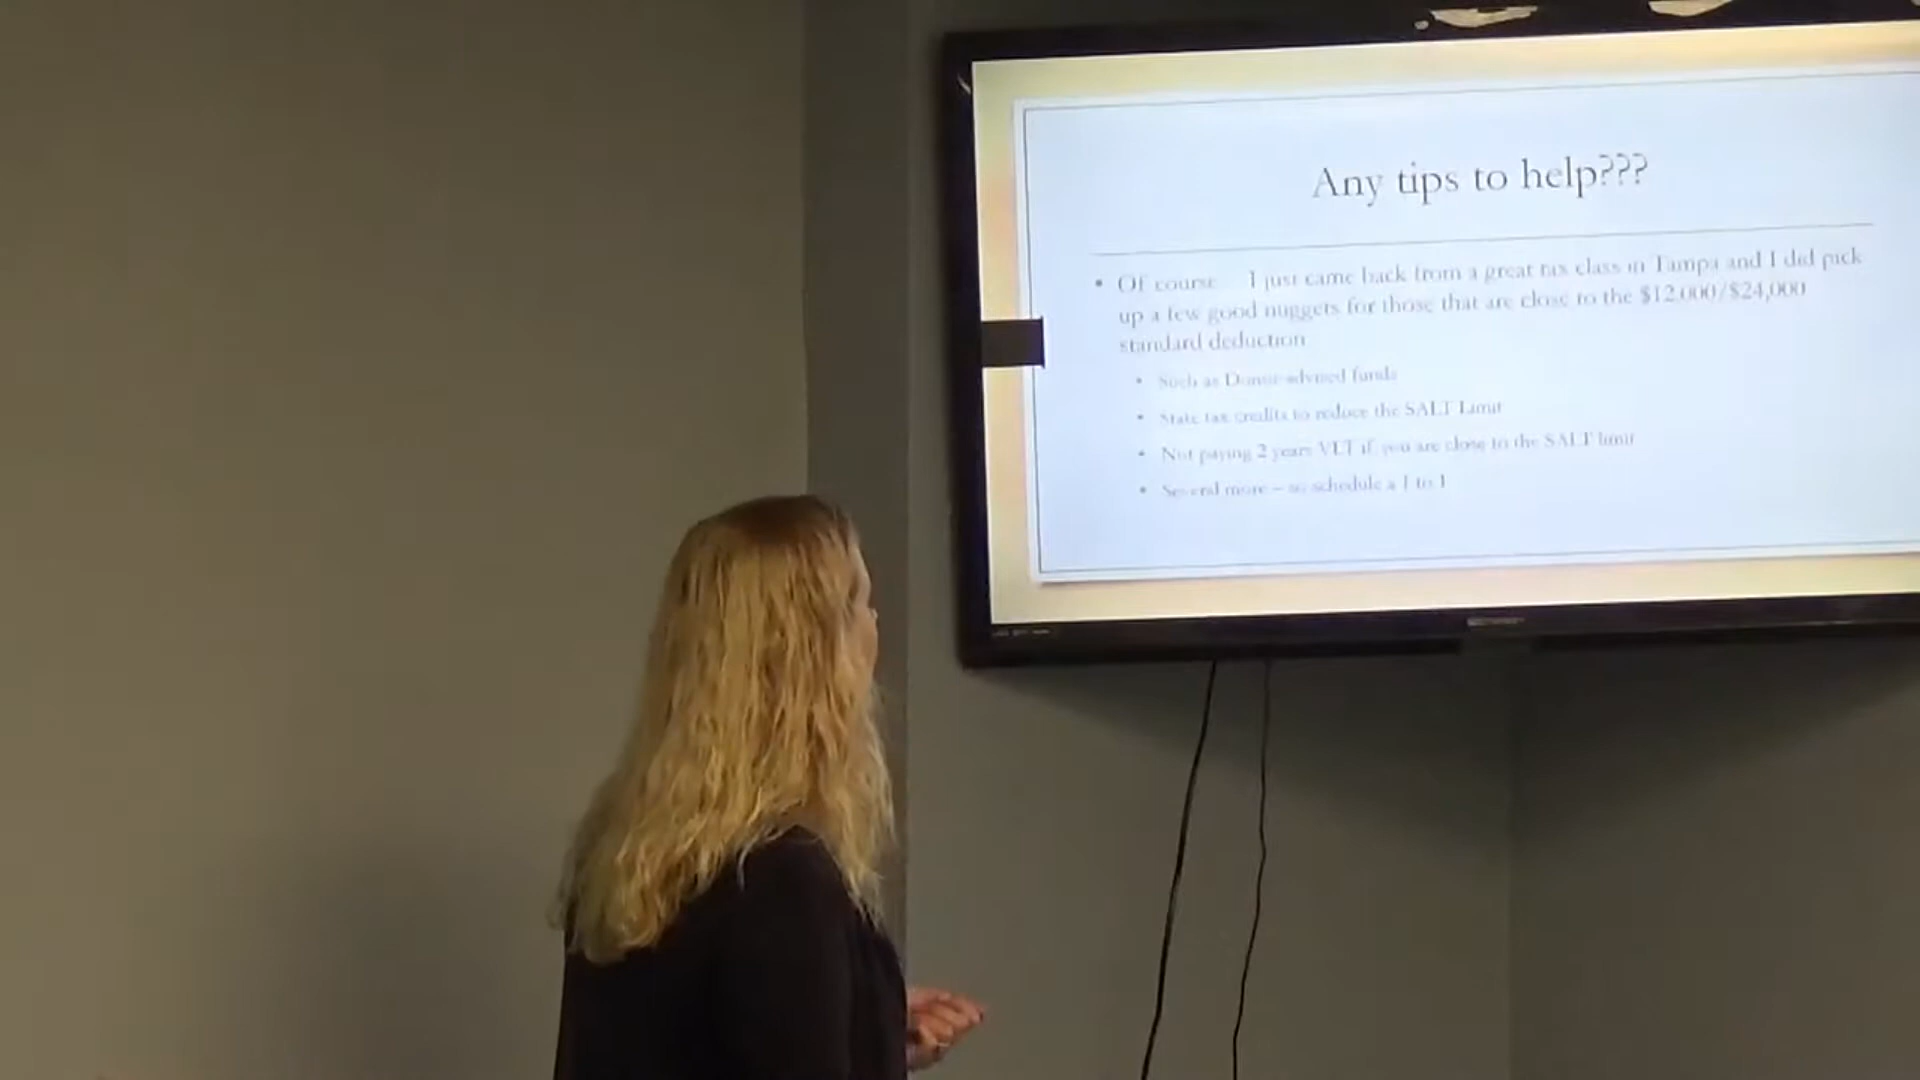 Any tips to help???
• Of course I just came back from a great tax class in Tampa and I did pick
up a few good nuggets for those that are close to the $12,000/$24,000
standard deduction
• Such as Donor advised funds
• State tax credits to reduce the SALT Limit
• Not paying 2 years VLT if you are close to the SALT limit
• Several more – so schedule a 1 to 1